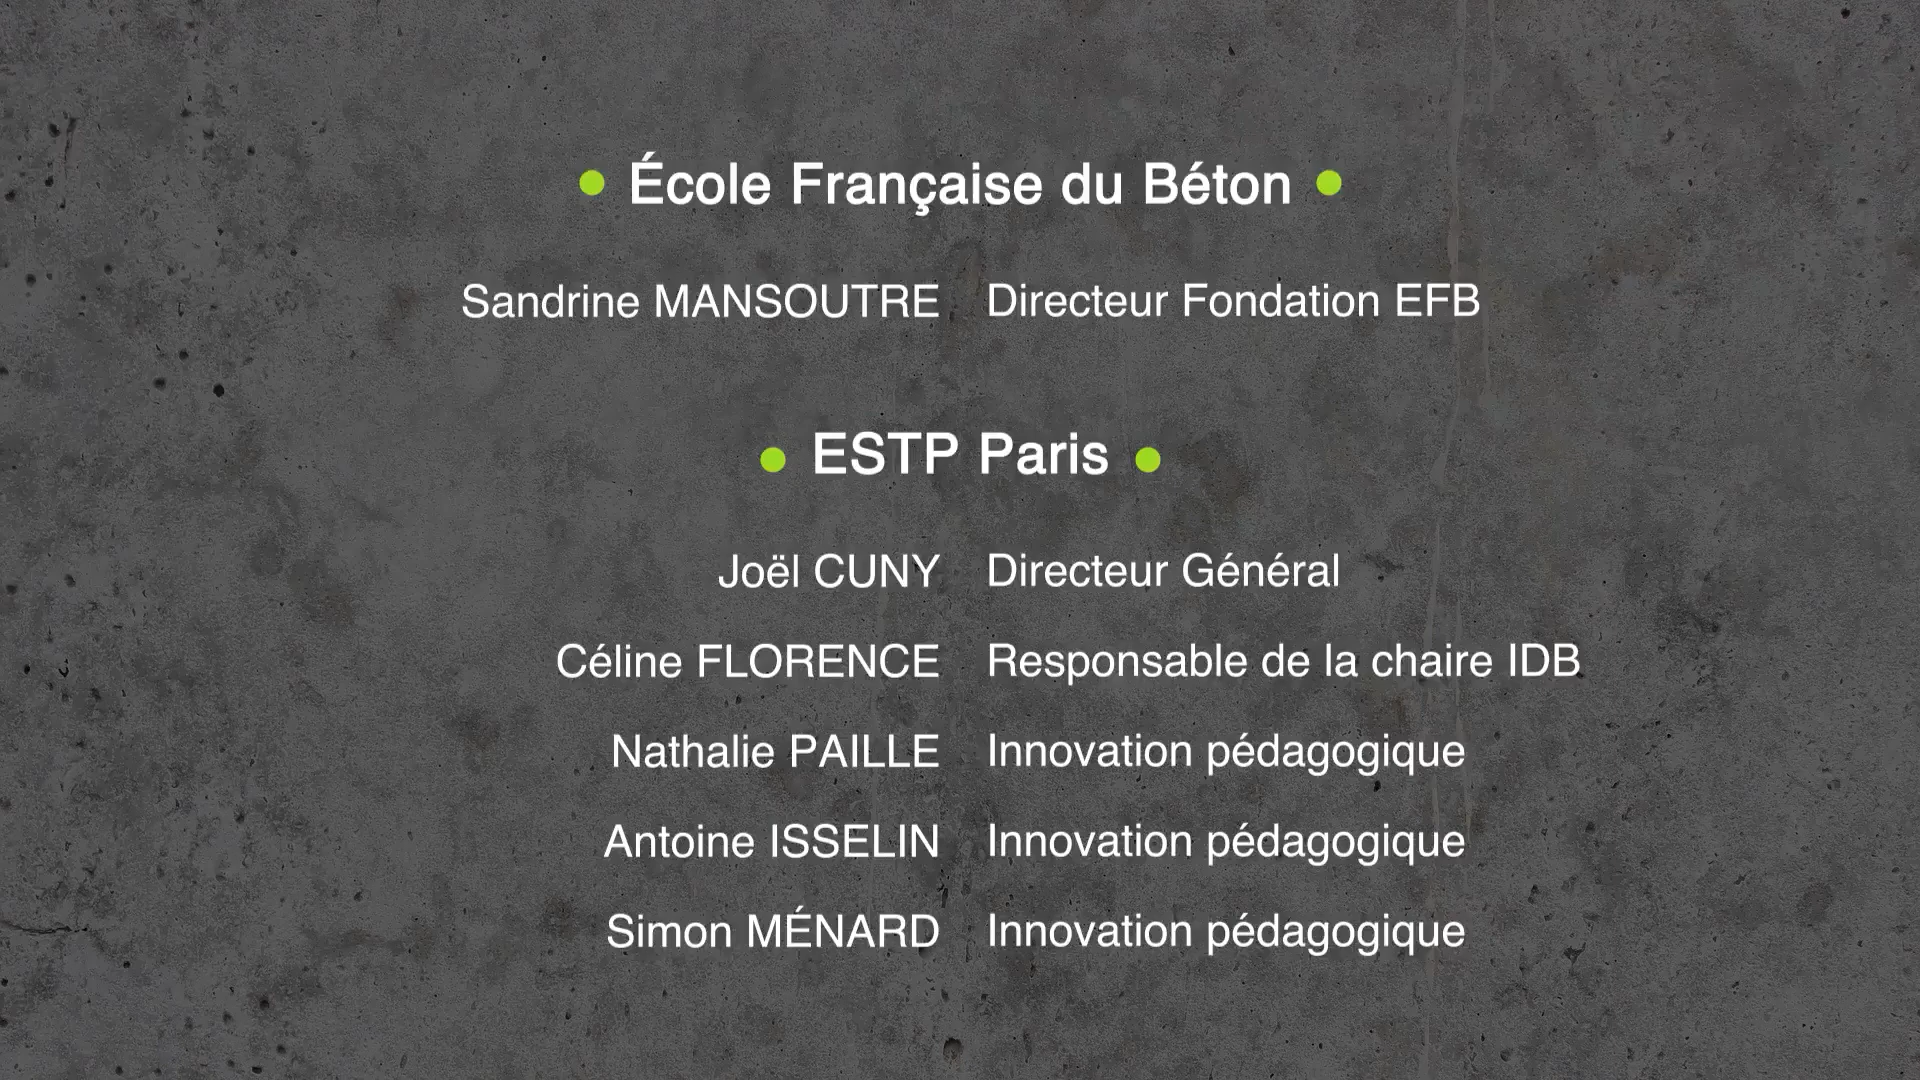 École Française du Béton
Sandrine MANSOUTRE Directeur Fondation EFB
ESTP Paris
Joël CUNY Directeur Général
Céline FLORENCE Responsable de la chaire IDB
Nathalie PAILLE Innovation pédagogique
Antoine ISSELIN Innovation pédagogique
Simon MÉNARD Innovation pédagogique